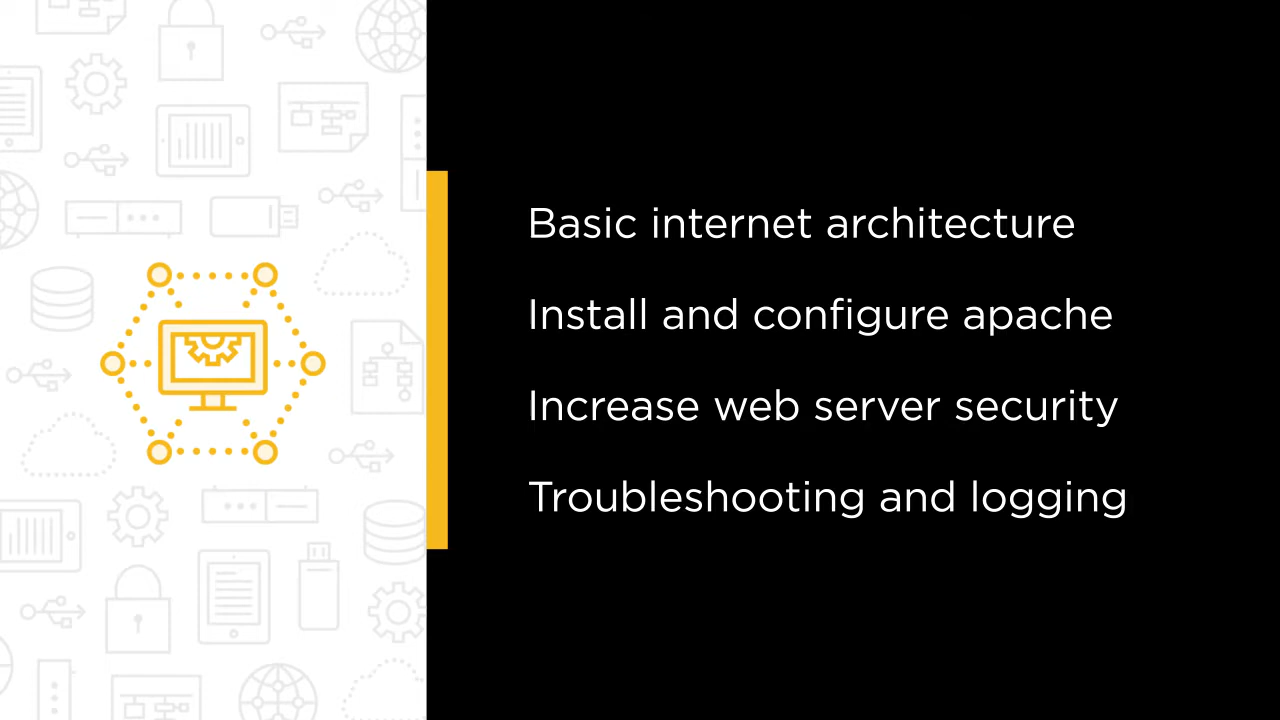 Basic internet architecture
Install and configure apache
Increase web server security
Troubleshooting and logging